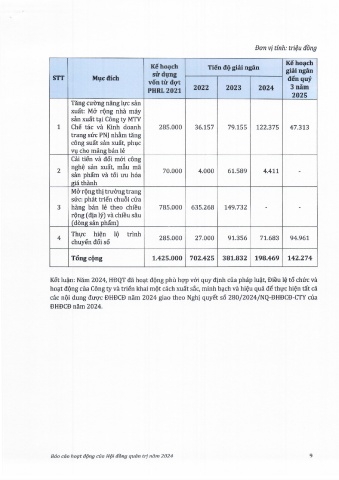 Đơn vị tính: triệu đồng
STT
Mục đích
Kế hoạch
sử dụng
vốn từ đợt
PHRL 2021
Tiến độ giải ngân
2022
2023
2024
Kế hoạch
giải ngân
đến quý
3 năm
2025
1
Tăng cường năng lực sản
xuất: Mở rộng nhà máy
sản xuất tại Công ty MTV
Chế tác và Kinh doanh
trang sức PNJ nhằm tăng
công suất sản xuất, phục
vụ cho mảng bán lẻ
285.000
36.157
79.155
122.375
47.313
2
Cải tiến và đổi mới công
nghệ sản xuất, mẫu mã
sản phẩm và tối ưu hóa
giá thành
70.000
4.000
61.589
4.411
-
3
Mở rộng thị trường trang
sức: phát triển chuỗi cửa
hàng bán lẻ theo chiều
rộng (địa lý) và chiều sâu
(dòng sản phẩm)
785.000
635.268
149.732
-
-
4
Thực hiện lộ trình
chuyển đổi số
285.000
27.000
91.356
71.683
94.961
Tổng cộng
1.425.000
702.425
381.832
198.469
142.274
Kết luận: Năm 2024, HĐQT đã hoạt động phù hợp với quy định của pháp luật, Điều lệ tổ chức và
hoạt động của Công ty và triển khai một cách xuất sắc, minh bạch và hiệu quả để thực hiện tất cả
các nội dung được ĐHĐCĐ năm 2024 giao theo Nghị quyết số 280/2024/NQ-ĐHĐCĐ-CTY của
ĐHĐCĐ năm 2024.
Báo cáo hoạt động của Hội đồng quản trị năm 2024
9